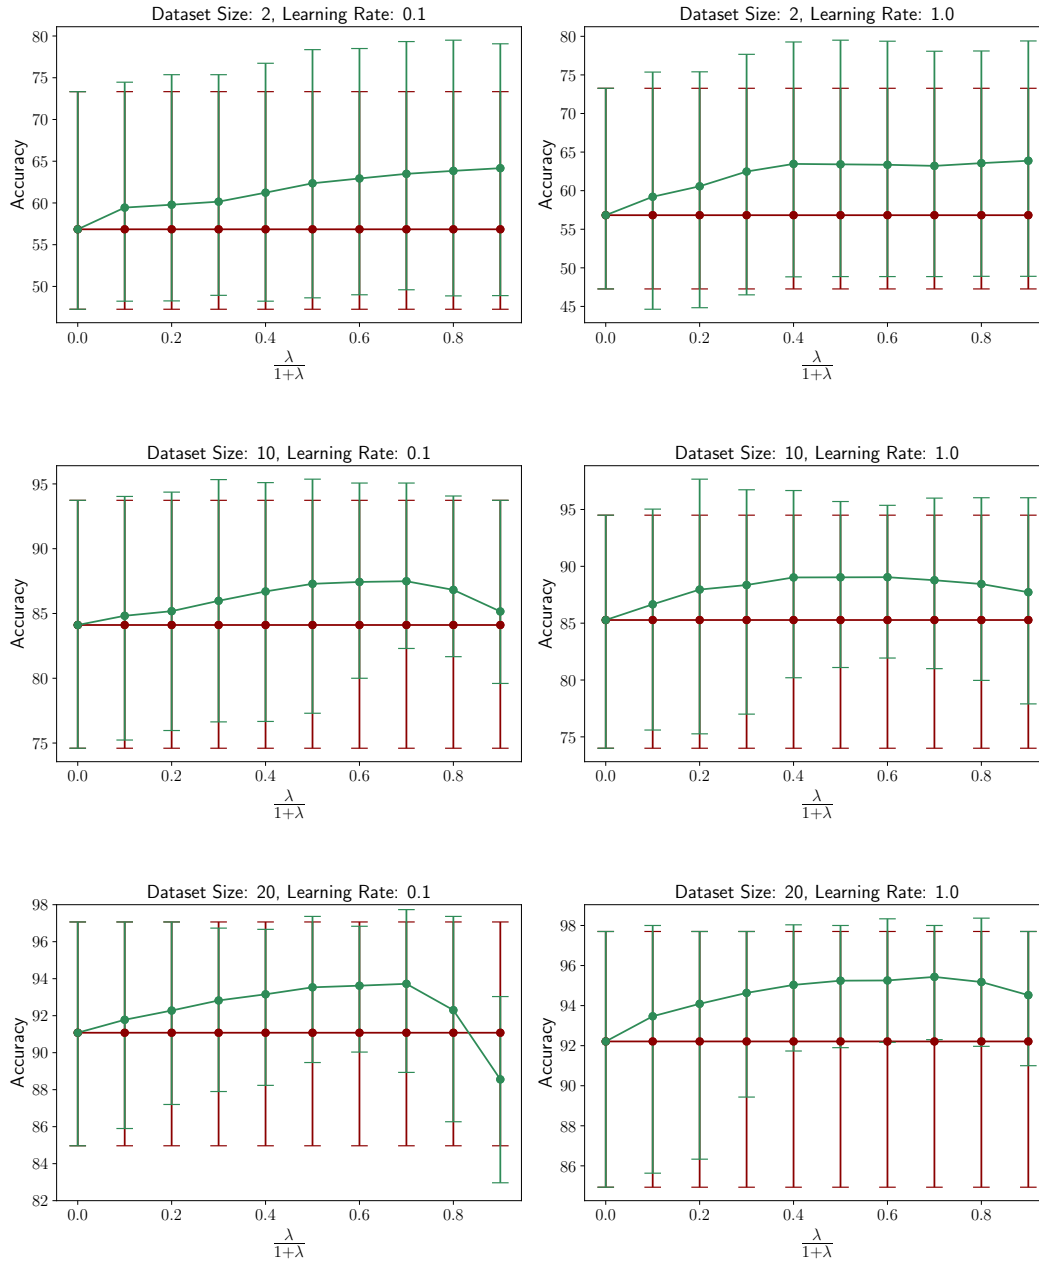 Dataset Size: 2, Learning Rate: 0.1
Accuracy
80
75
70
65
60
55
50
0.0 0.2 0.4 0.6 0.8
λ
1+λ
Dataset Size: 2, Learning Rate: 1.0
Accuracy
80
75
70
65
60
55
50
45
0.0 0.2 0.4 0.6 0.8
λ
1+λ
Dataset Size: 10, Learning Rate: 0.1
Accuracy
95
90
85
80
75
0.0 0.2 0.4 0.6 0.8
λ
1+λ
Dataset Size: 10, Learning Rate: 1.0
Accuracy
95
90
85
80
75
0.0 0.2 0.4 0.6 0.8
λ
1+λ
Dataset Size: 20, Learning Rate: 0.1
Accuracy
98
96
94
92
90
88
86
84
82
0.0 0.2 0.4 0.6 0.8
λ
1+λ
Dataset Size: 20, Learning Rate: 1.0
Accuracy
98
96
94
92
90
88
86
0.0 0.2 0.4 0.6 0.8
λ
1+λ